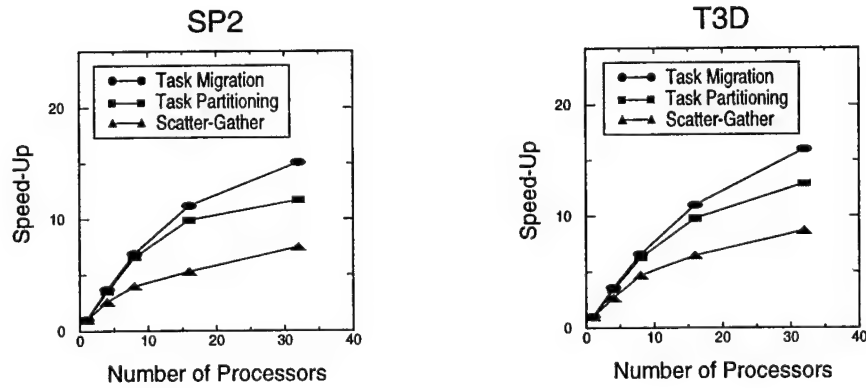 SP2
Speed-Up
20
10
0
Task Migration
Task Partitioning
Scatter-Gather
0 10 20 30 40
Number of Processors
T3D
Speed-Up
20
10
0
Task Migration
Task Partitioning
Scatter-Gather
0 10 20 30 40
Number of Processors